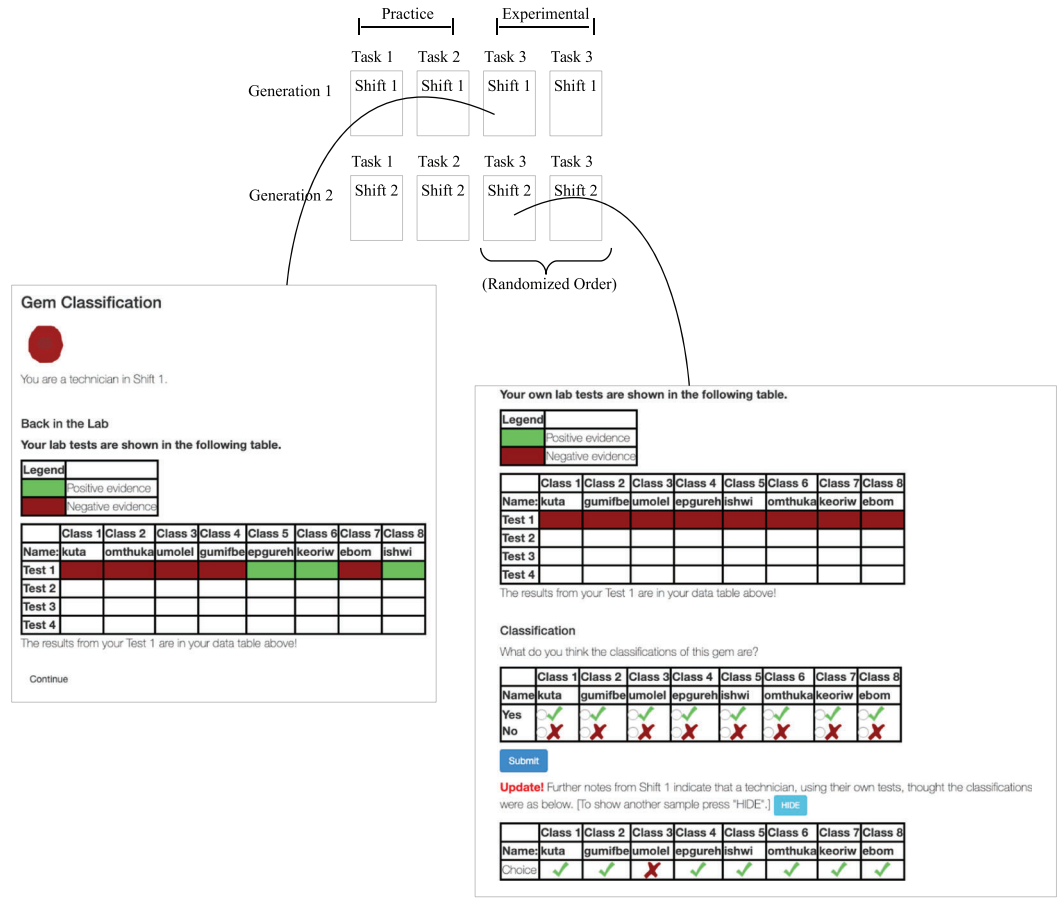 Practice Experimental
Task 1 Task 2 Task 3 Task 3
Generation 1 Shift 1 Shift 1 Shift 1 Shift 1
Task 1 Task 2 Task 3 Task 3
Generation 2 Shift 2 Shift 2 Shift 2 Shift 2
(Randomized Order)
Gem Classification
You are a technician in Shift 1.
Back in the Lab
Your lab tests are shown in the following table.
Legend
Positive evidence
Negative evidence
Class 1 Class 2 Class 3 Class 4 Class 5 Class 6 Class 7 Class 8
Name: kuta omthuka umolel gumifbe epgureh keoriw ebom ishwi
Test 1
Test 2
Test 3
Test 4
The results from your Test 1 are in your data table above!
Continue
Your own lab tests are shown in the following table.
Legend
Positive evidence
Negative evidence
Class 1 Class 2 Class 3 Class 4 Class 5 Class 6 Class 7 Class 8
Name: kuta gumifbe umolel epgureh ishwi omthuka keoriw ebom
Test 1
Test 2
Test 3
Test 4
The results from your Test 1 are in your data table above!
Classification
What do you think the classifications of this gem are?
Class 1 Class 2 Class 3 Class 4 Class 5 Class 6 Class 7 Class 8
Name kuta gumifbe umolel epgureh ishwi omthuka keoriw ebom
Yes
No
Submit
Update! Further notes from Shift 1 indicate that a technician, using their own tests, thought the classifications
were as below. [To show another sample press "HIDE".] HIDE
Class 1 Class 2 Class 3 Class 4 Class 5 Class 6 Class 7 Class 8
Name: kuta gumifbe umolel epgureh ishwi omthuka keoriw ebom
Choice